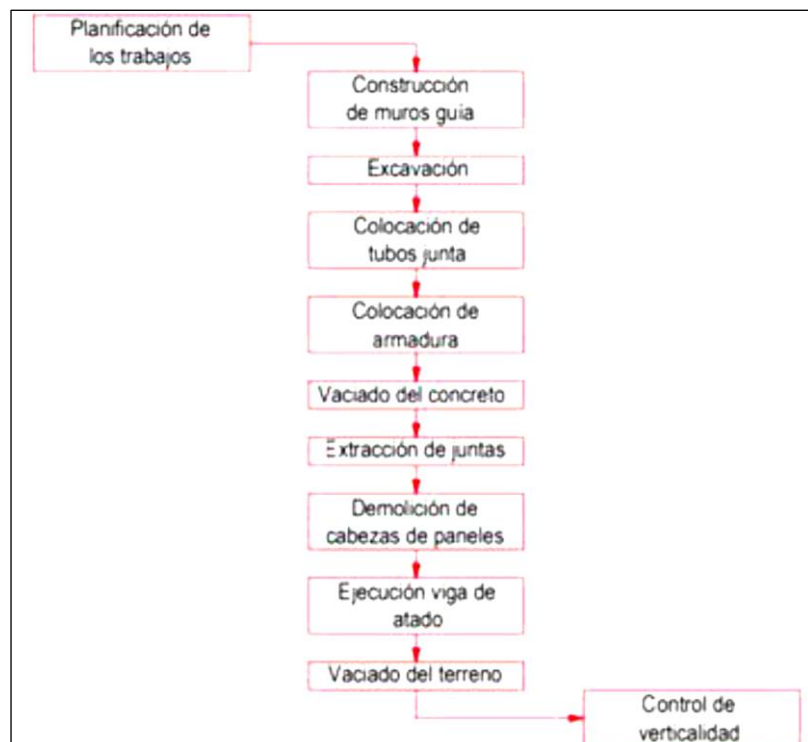 Planificación de
los trabajos
Construcción
de muros guia
Excavación
Colocación de
tubos junta
Colocación de
armadura
Vaciado del concreto
Extracción de juntas
Demolición de
cabezas de paneles
Ejecución viga de
atado
Vaciado del terreno
Control de
verticalidad